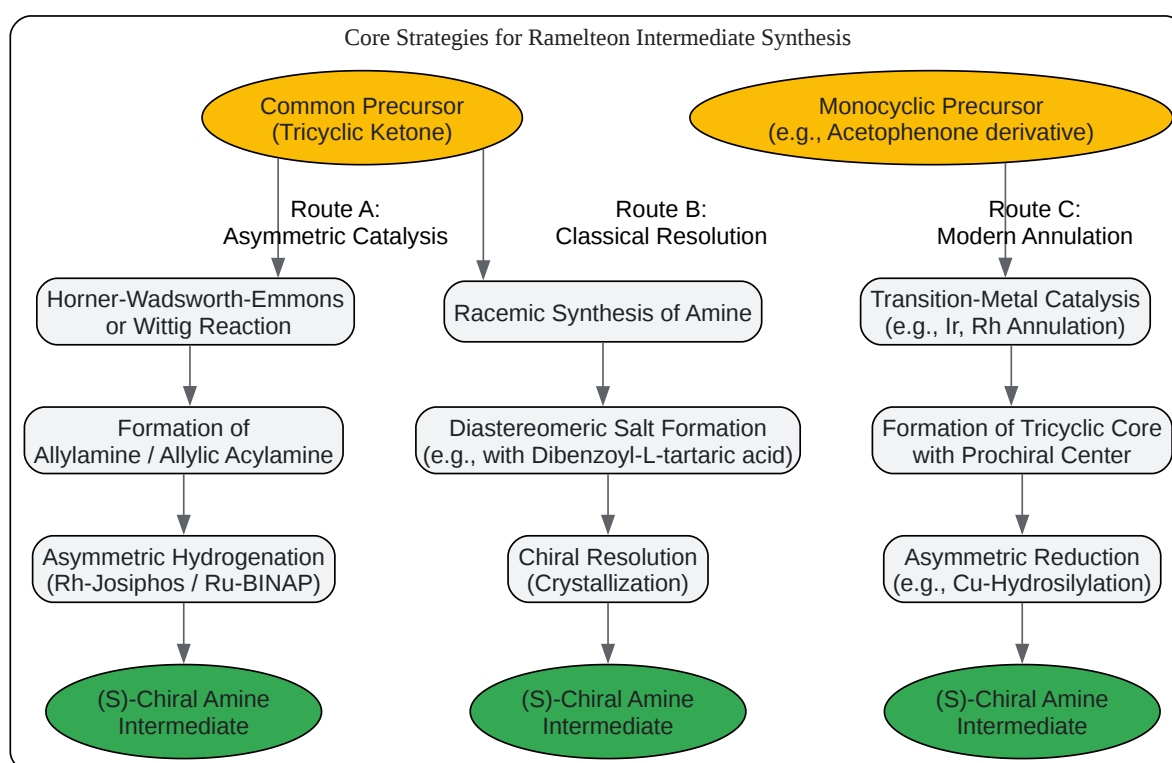 Core Strategies for Ramelteon Intermediate Synthesis
Common Precursor
(Tricyclic Ketone)
Monocyclic Precursor
(e.g., Acetophenone derivative)
Route A:
Asymmetric Catalysis
Route B:
Classical Resolution
Route C:
Modern Annulation
Horner-Wadsworth-Emmons
or Wittig Reaction
Racemic Synthesis of Amine
Transition-Metal Catalysis
(e.g., Ir, Rh Annulation)
Formation of
Allylamine / Allylic Acylamine
Diastereomeric Salt Formation
(e.g., with Dibenzoyl-L-tartaric acid)
Formation of Tricyclic Core
with Prochiral Center
Asymmetric Hydrogenation
(Rh-Josiphos / Ru-BINAP)
Chiral Resolution
(Crystallization)
Asymmetric Reduction
(e.g., Cu-Hydrosilylation)
(S)-Chiral Amine
Intermediate
(S)-Chiral Amine
Intermediate
(S)-Chiral Amine
Intermediate